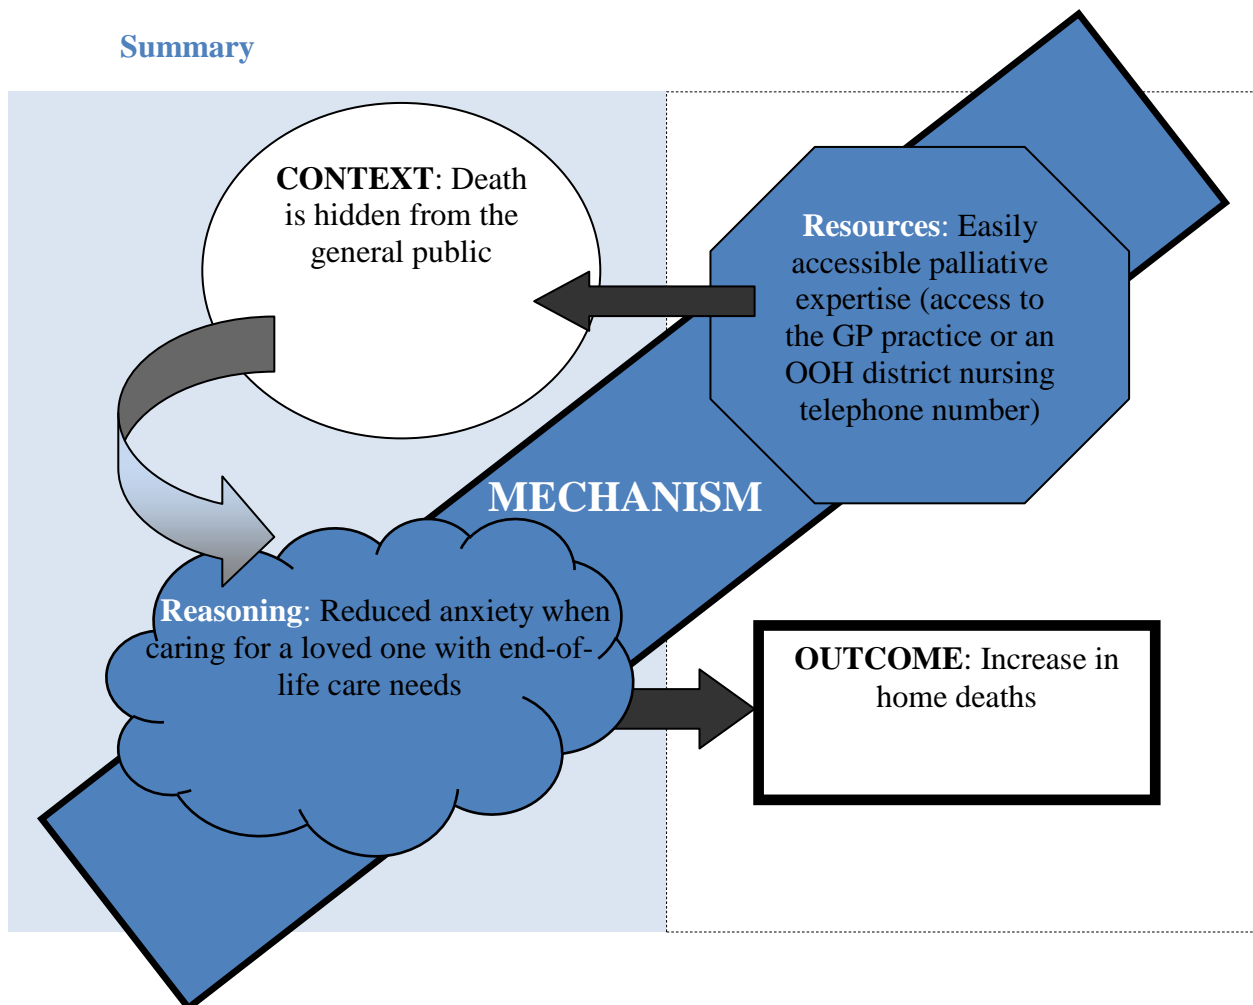 Summary
CONTEXT: Death
is hidden from the
general public
Resources: Easily
accessible palliative
expertise (access to
the GP practice or an
OOH district nursing
telephone number)
MECHANISM
Reasoning: Reduced anxiety when
caring for a loved one with end-of-
life care needs
OUTCOME: Increase in
home deaths